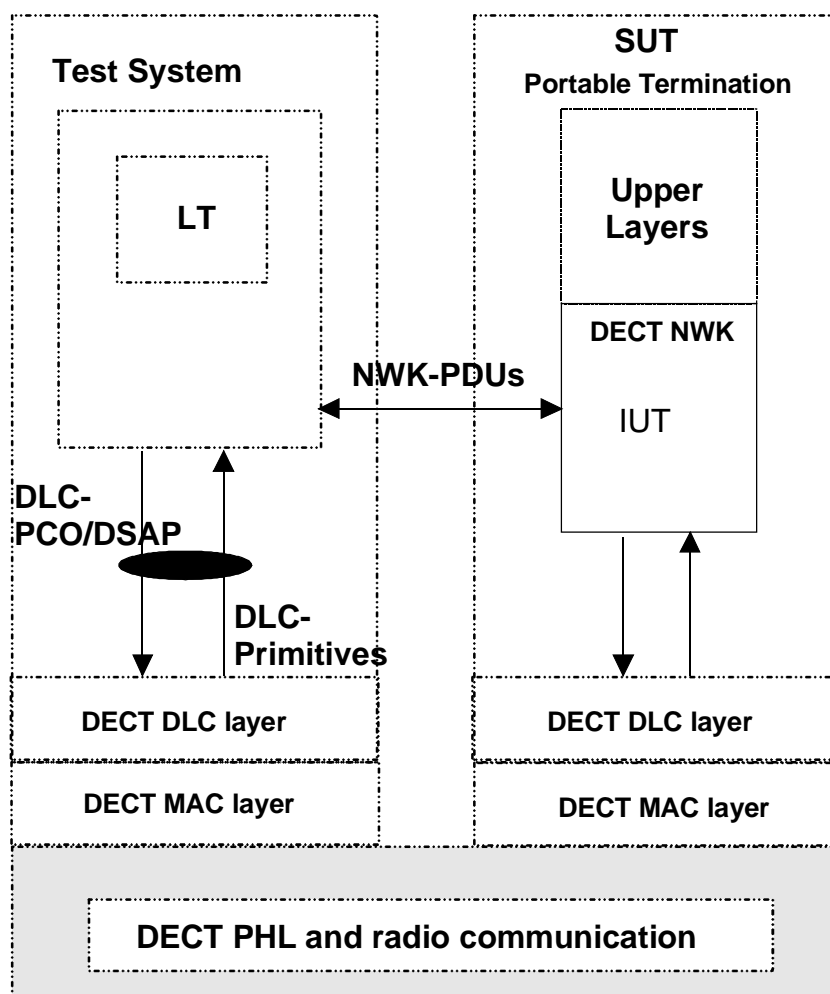 Test System
LT
SUT
Portable Termination
Upper
Layers
DECT NWK
IUT
NWK-PDUs
DLC-
PCO/DSAP
DLC-
Primitives
DECT DLC layer
DECT DLC layer
DECT MAC layer
DECT MAC layer
DECT PHL and radio communication